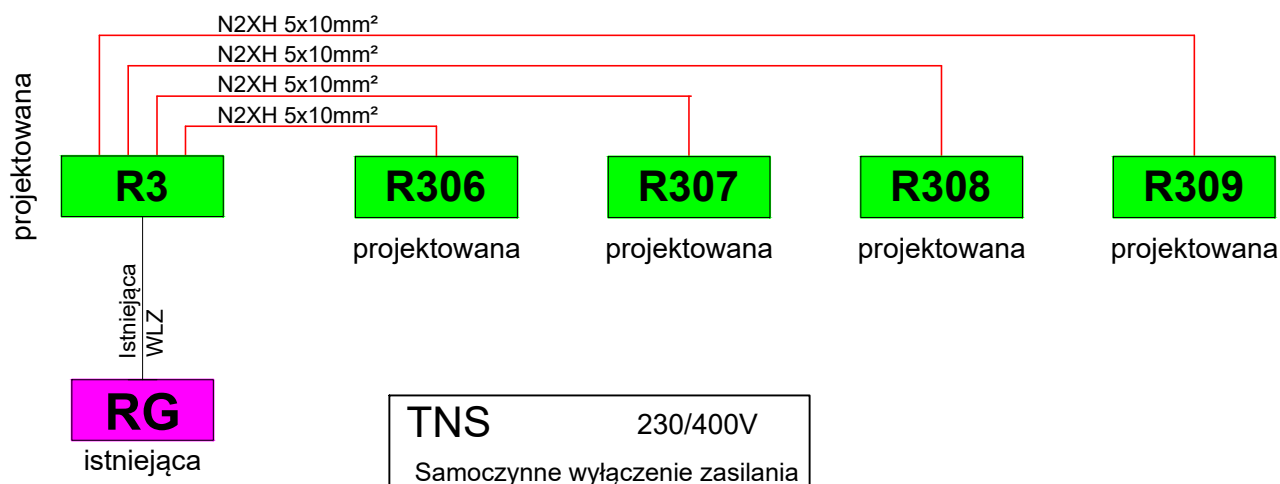 N2XH 5x10mm²
N2XH 5x10mm²
N2XH 5x10mm²
N2XH 5x10mm²
projektowana
R3
R306
R307
R308
R309
projektowana
projektowana
projektowana
projektowana
Istniejąca
WLZ
RG
istniejąca
TNS 230/400V
Samoczynne wyłączenie zasilania